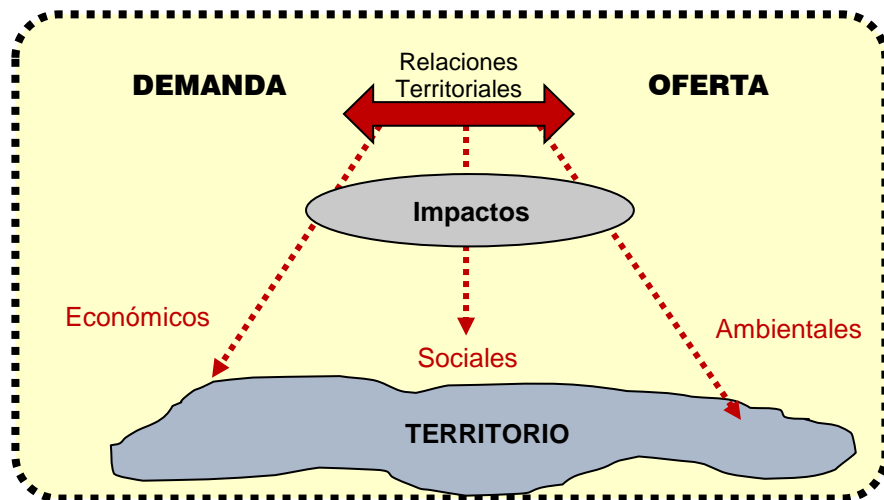 Relaciones
Territoriales
DEMANDA
OFERTA
Impactos
Económicos
Ambientales
Sociales
TERRITORIO